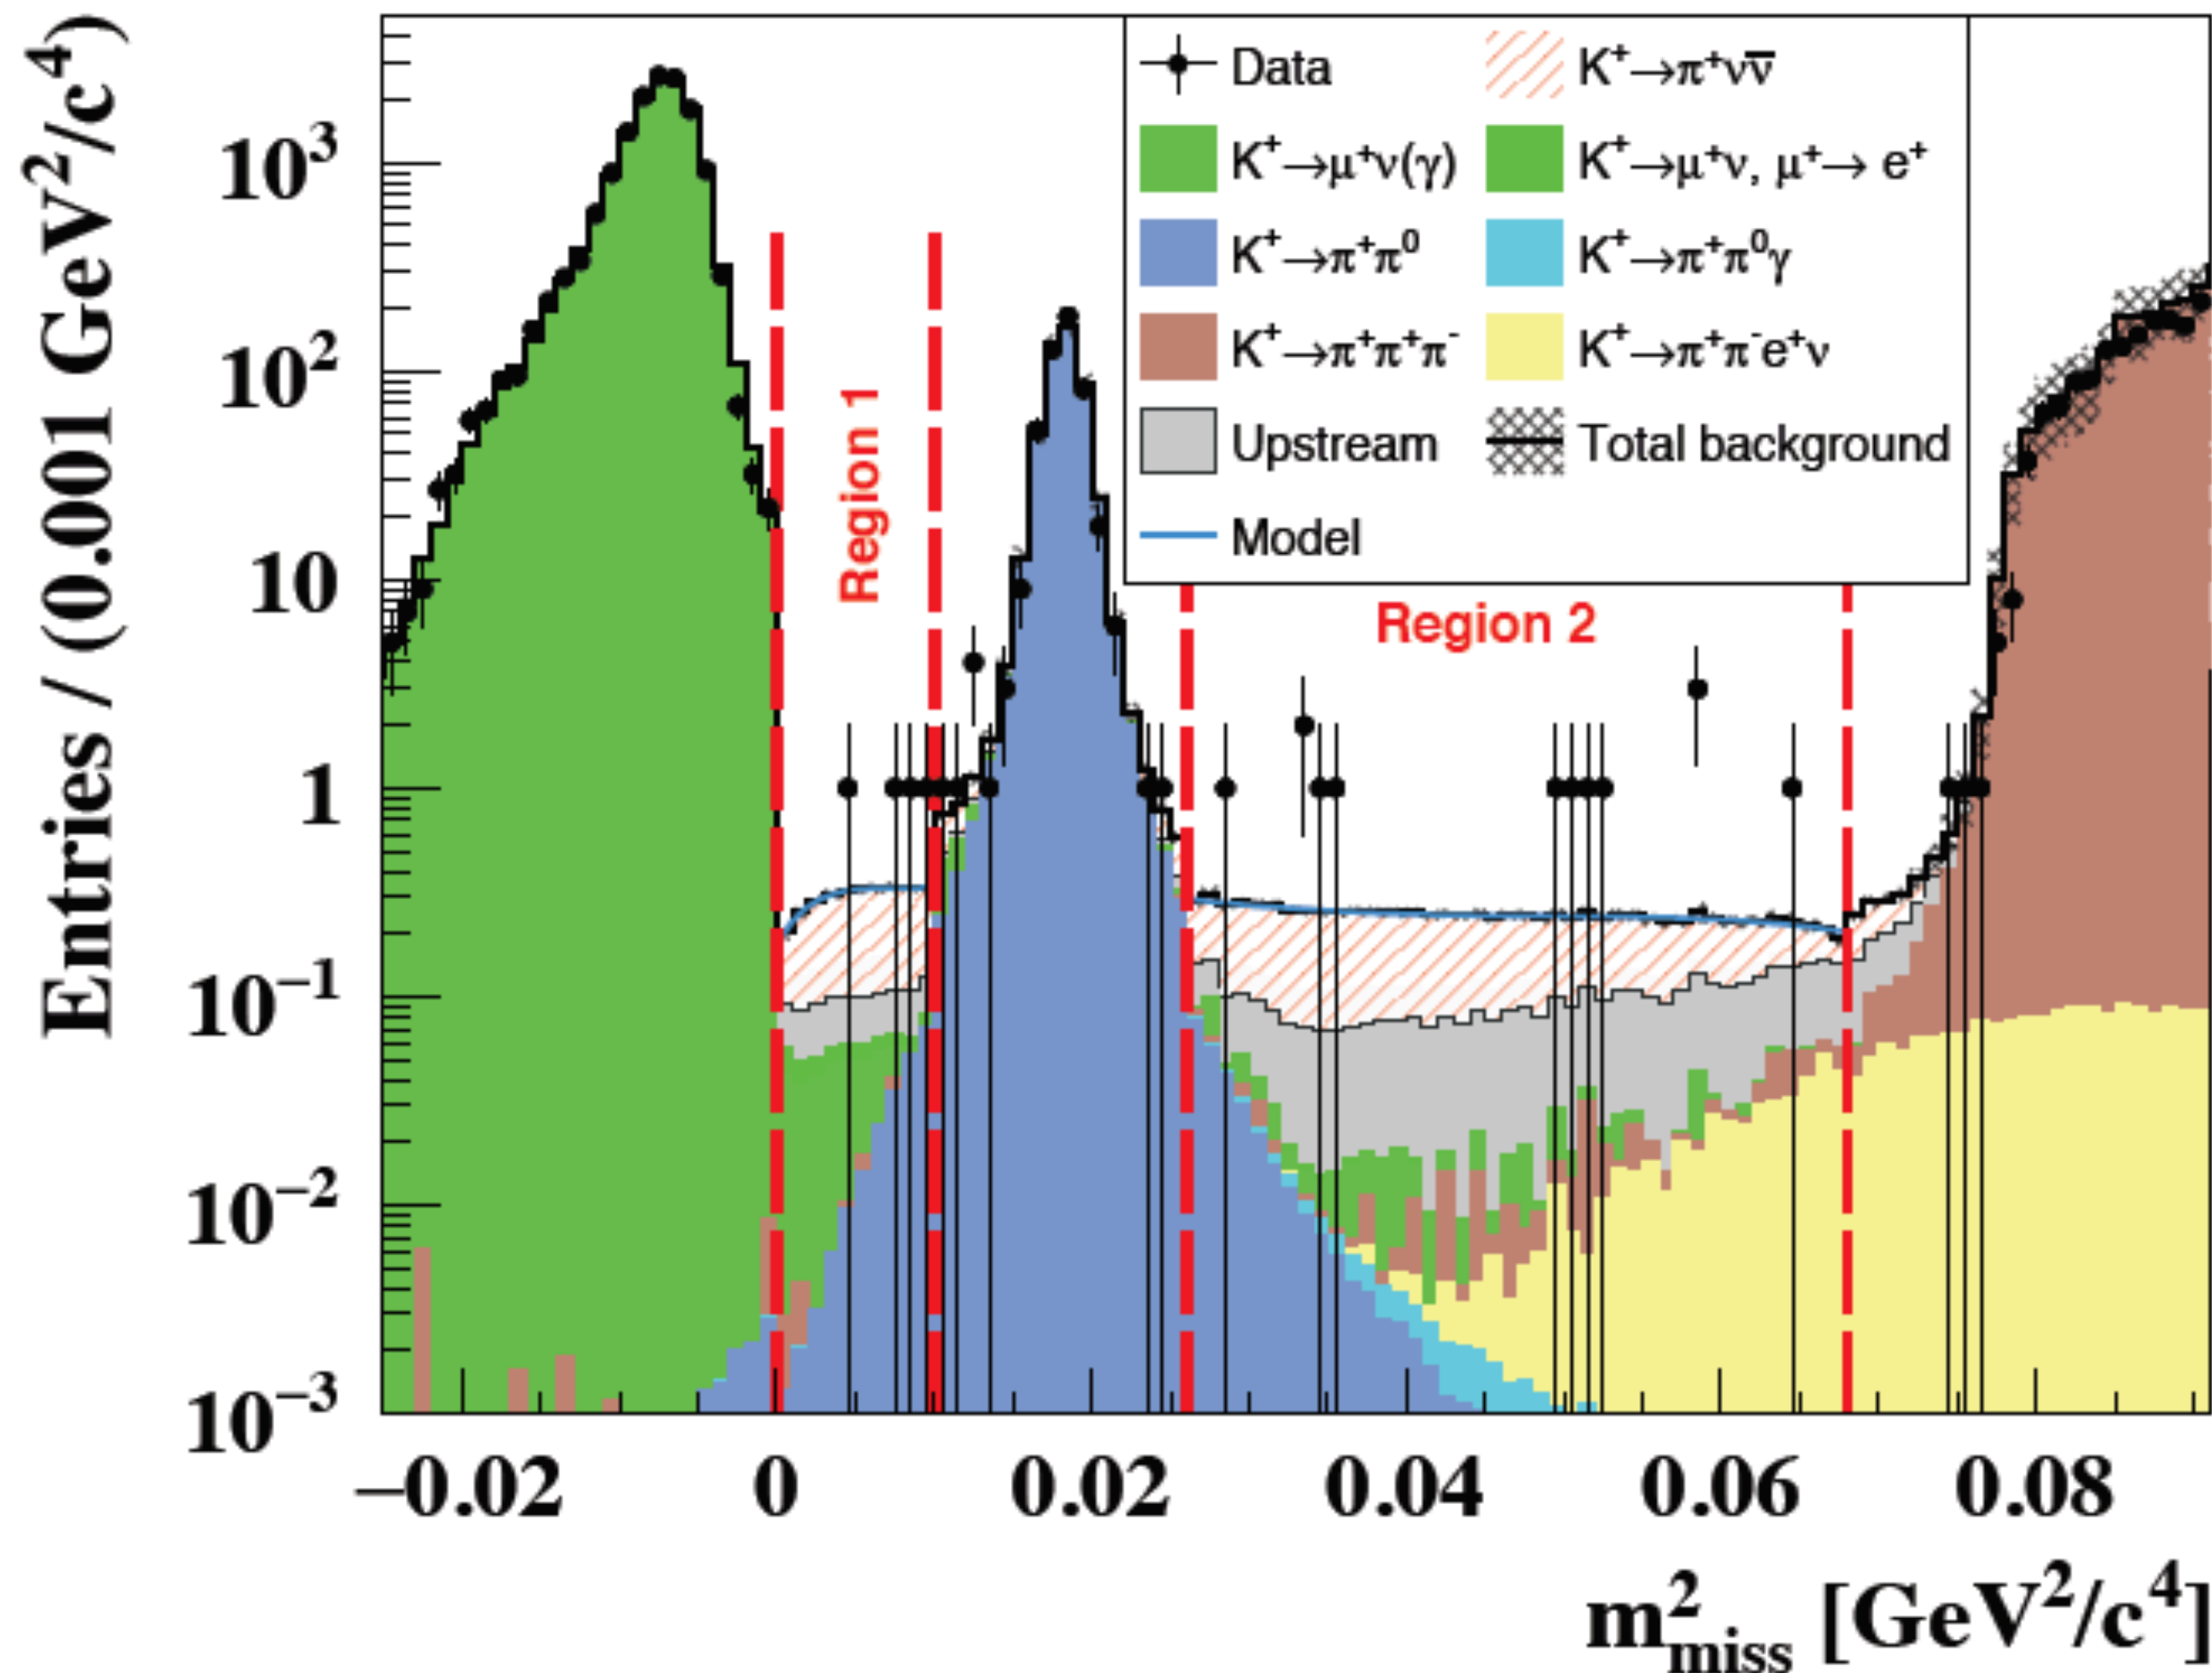 Entries / (0.001 GeV²/c⁴)
10³
10²
10
1
10⁻¹
10⁻²
10⁻³
Data
K⁺→π⁺νν̅
K⁺→μ⁺ν(γ)
K⁺→μ⁺ν, μ⁺→ e⁺
K⁺→π⁺π⁰
K⁺→π⁺π⁰γ
K⁺→π⁺π⁺π⁻
K⁺→π⁺π⁻e⁺ν
Upstream
Total background
Model
Region 1
Region 2
−0.02
0
0.02
0.04
0.06
0.08
m²miss [GeV²/c⁴]